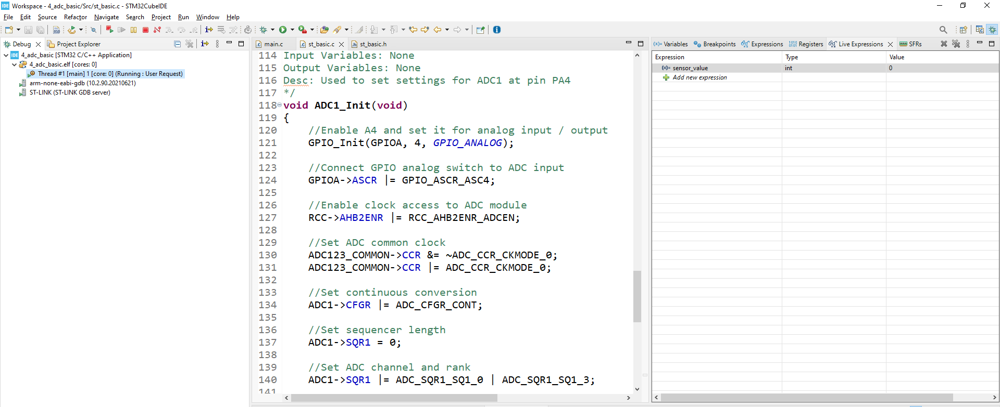 Workspace - 4_adc_basic/Src/st_basic.c - STM32CubeIDE
File Edit Source Refactor Navigate Search Project Run Window Help
Debug Project Explorer
4_adc_basic [STM32 C/C++ Application]
4_adc_basic.elf [cores: 0]
Thread #1 [main] 1 [core: 0] (Running : User Request)
arm-none-eabi-gdb (10.2.90.20210621)
ST-LINK (ST-LINK GDB server)
main.c st_basic.c st_basic.h
114 Input Variables: None
115 Output Variables: None
116 Desc: Used to set settings for ADC1 at pin PA4
117 */
118 void ADC1_Init(void)
119 {
120 //Enable A4 and set it for analog input / output
121 GPIO_Init(GPIOA, 4, GPIO_ANALOG);
122
123 //Connect GPIO analog switch to ADC input
124 GPIOA->ASCR |= GPIO_ASCR_ASC4;
125
126 //Enable clock access to ADC module
127 RCC->AHB2ENR |= RCC_AHB2ENR_ADCEN;
128
129 //Set ADC common clock
130 ADC123_COMMON->CCR &= ~ADC_CCR_CKMODE_0;
131 ADC123_COMMON->CCR |= ADC_CCR_CKMODE_0;
132
133 //Set continuous conversion
134 ADC1->CFGR |= ADC_CFGR_CONT;
135
136 //Set sequencer length
137 ADC1->SQR1 = 0;
138
139 //Set ADC channel and rank
140 ADC1->SQR1 |= ADC_SQR1_SQ1_0 | ADC_SQR1_SQ1_3;
141
Variables Breakpoints Expressions Registers Live Expressions SFRs
Expression Type Value
sensor_value int 0
Add new expression